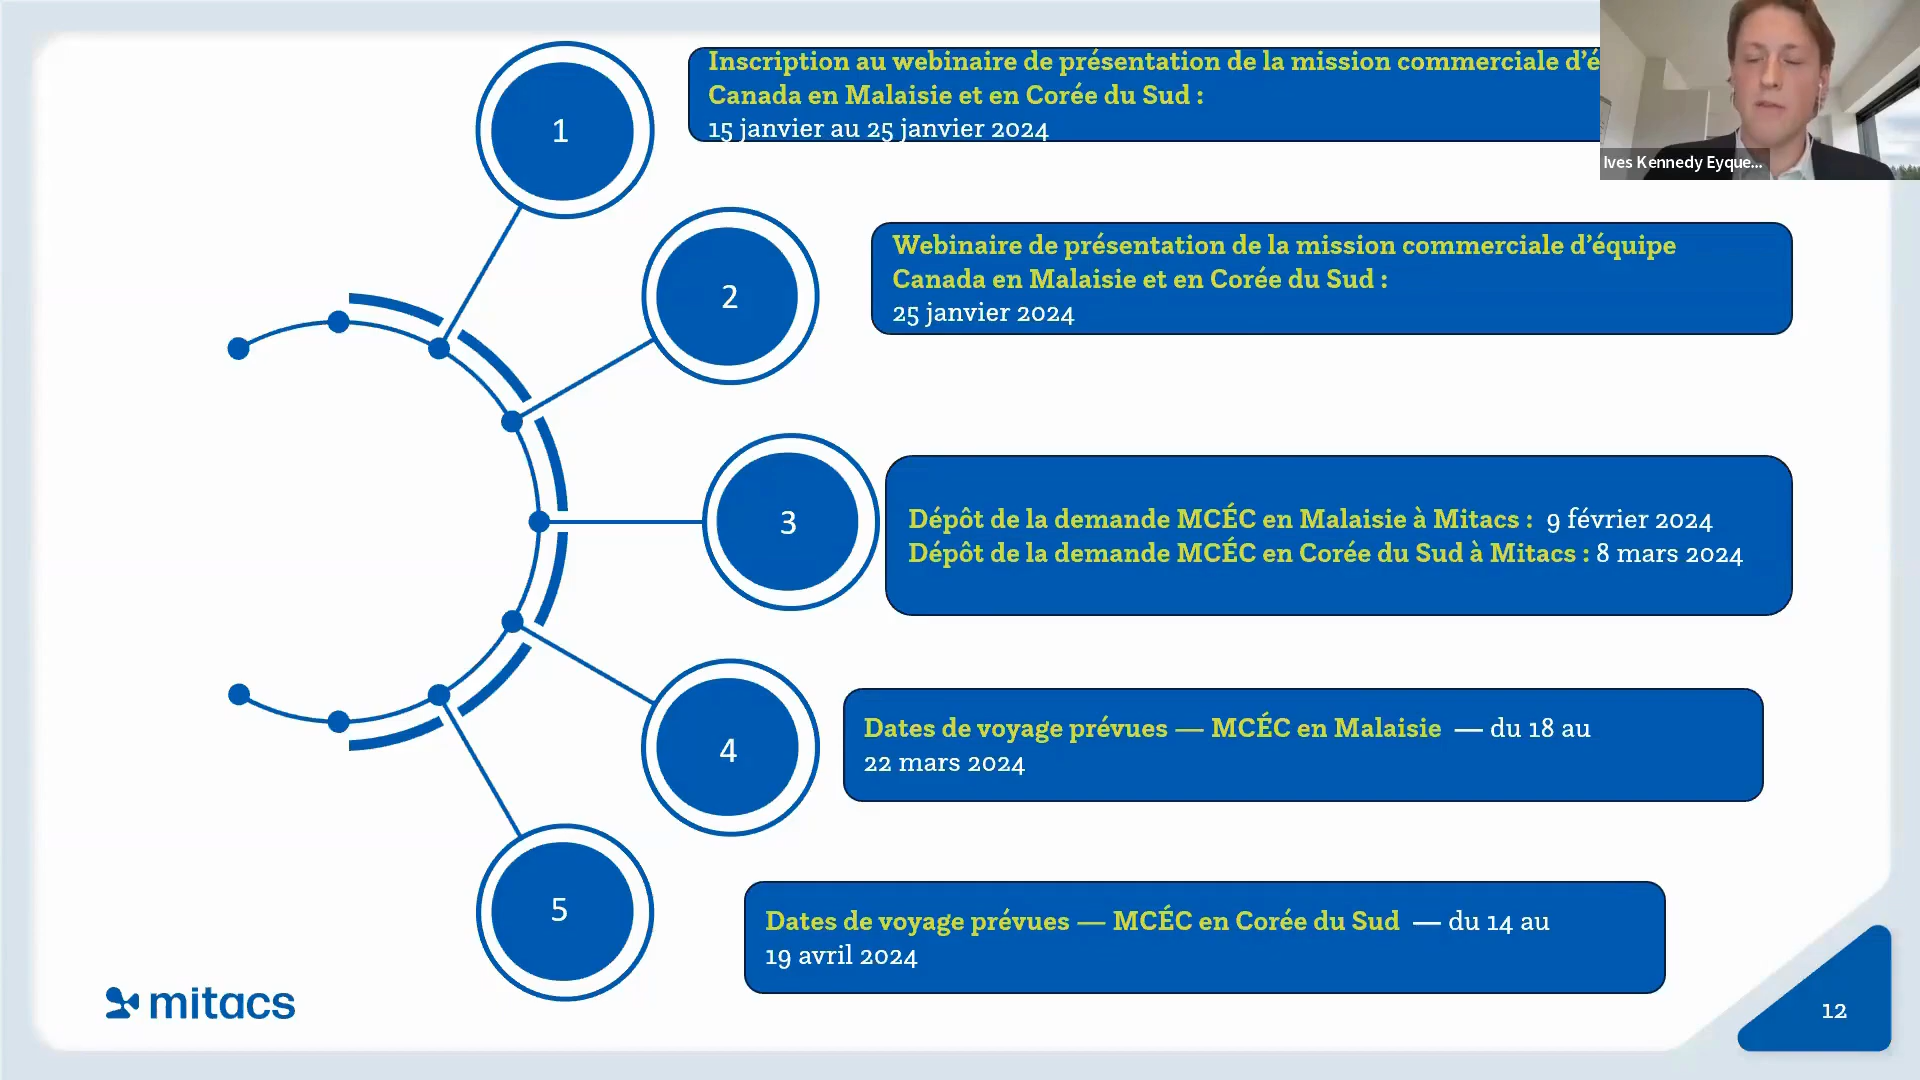 1
Inscription au webinaire de présentation de la mission commerciale d’é
Canada en Malaisie et en Corée du Sud :
15 janvier au 25 janvier 2024
Ives Kennedy Eyque...
2
Webinaire de présentation de la mission commerciale d’équipe
Canada en Malaisie et en Corée du Sud :
25 janvier 2024
3
Dépôt de la demande MCÉC en Malaisie à Mitacs : 9 février 2024
Dépôt de la demande MCÉC en Corée du Sud à Mitacs : 8 mars 2024
4
Dates de voyage prévues — MCÉC en Malaisie — du 18 au
22 mars 2024
5
Dates de voyage prévues — MCÉC en Corée du Sud — du 14 au
19 avril 2024
mitacs
12